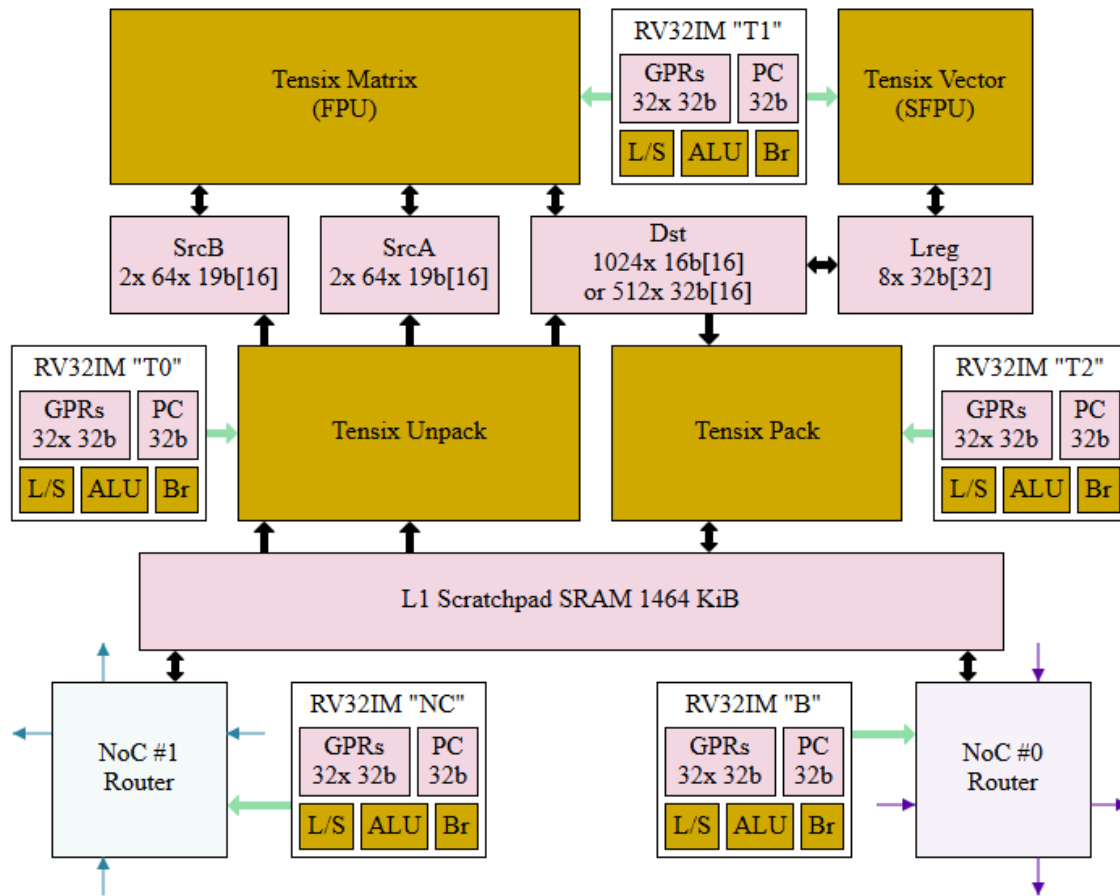 Tensix Matrix
(FPU)
RV32IM "T1"
GPRs
32x 32b
PC
32b
L/S
ALU
Br
Tensix Vector
(SFPU)
SrcB
2x 64x 19b[16]
SrcA
2x 64x 19b[16]
Dst
1024x 16b[16]
or 512x 32b[16]
Lreg
8x 32b[32]
RV32IM "T0"
GPRs
32x 32b
PC
32b
L/S
ALU
Br
Tensix Unpack
Tensix Pack
RV32IM "T2"
GPRs
32x 32b
PC
32b
L/S
ALU
Br
L1 Scratchpad SRAM 1464 KiB
NoC #1
Router
RV32IM "NC"
GPRs
32x 32b
PC
32b
L/S
ALU
Br
RV32IM "B"
GPRs
32x 32b
PC
32b
L/S
ALU
Br
NoC #0
Router